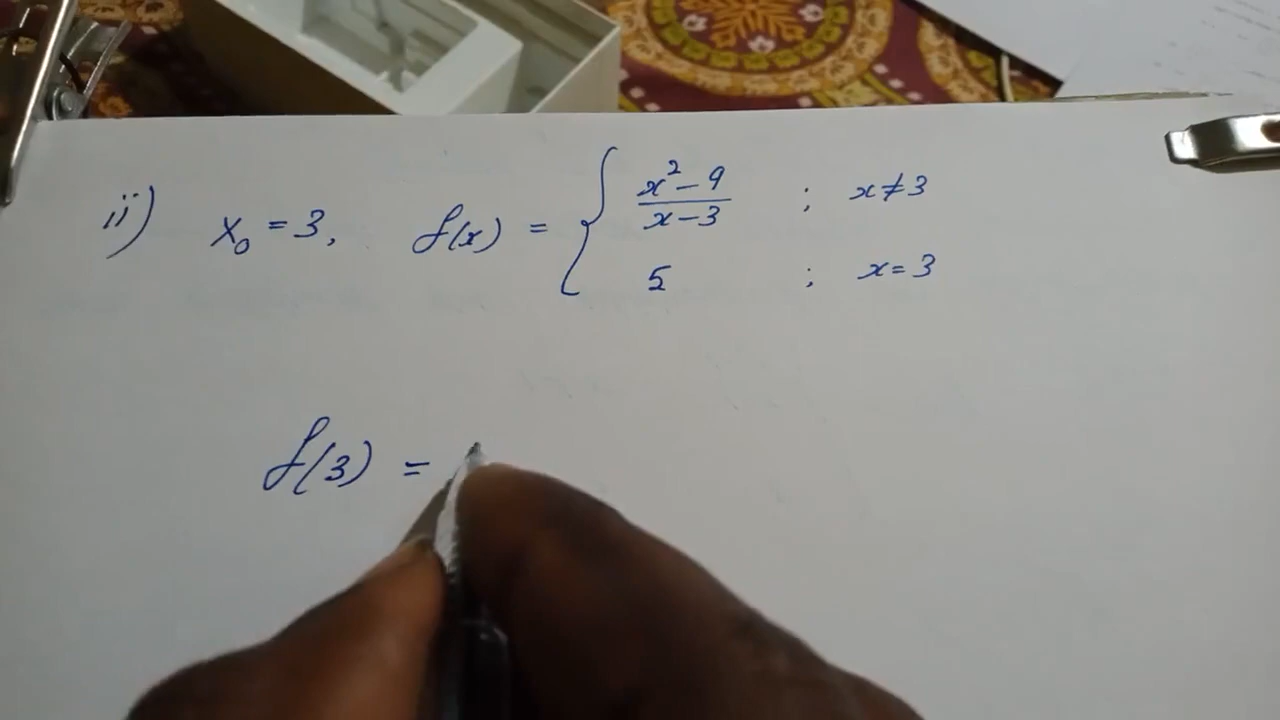 ii) x₀ = 3, f(x) = { (x² - 9)/(x - 3) ; x ≠ 3
5 ; x = 3
f(3) =